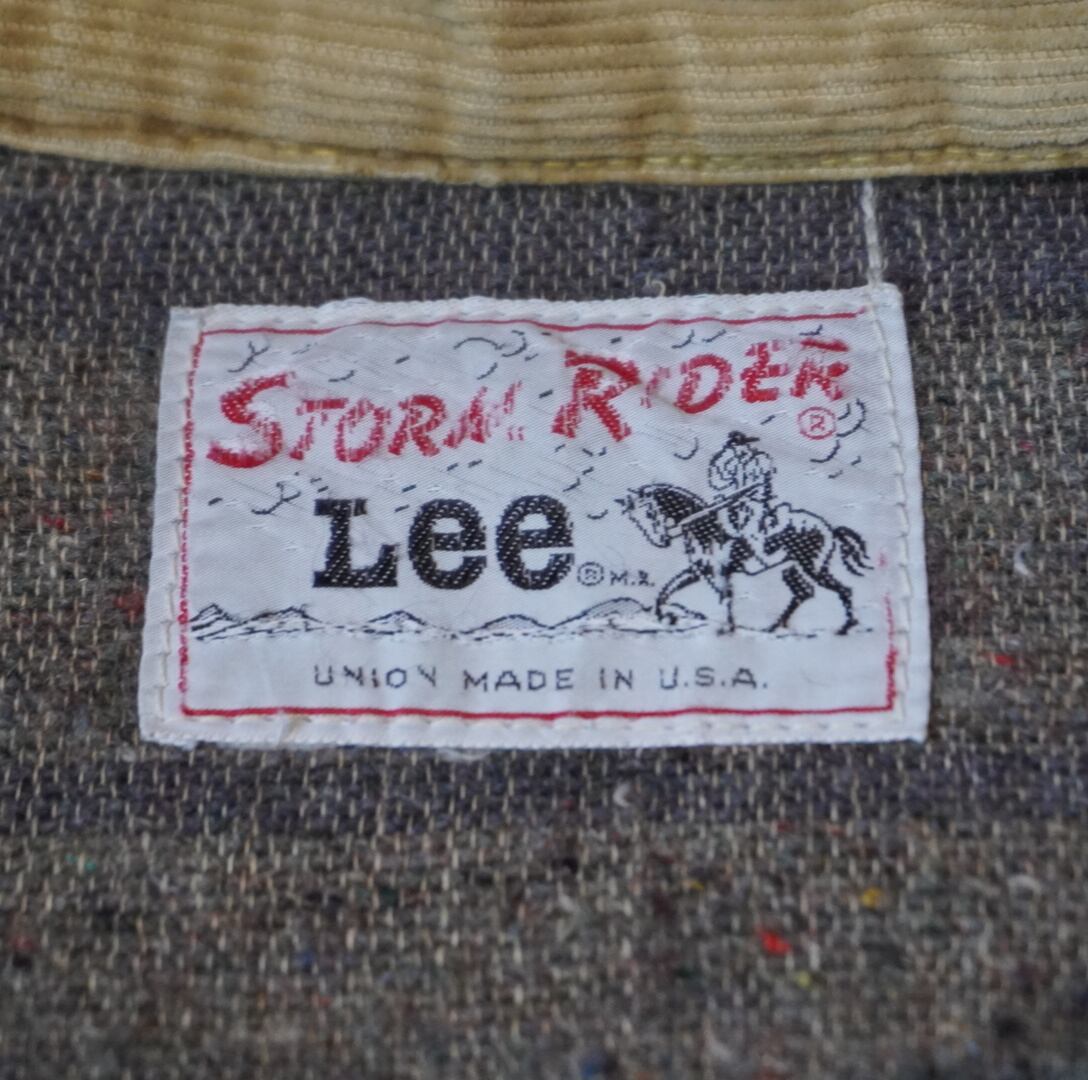 STORM RIDER
®
Lee ® M.R.
UNION MADE IN U.S.A.